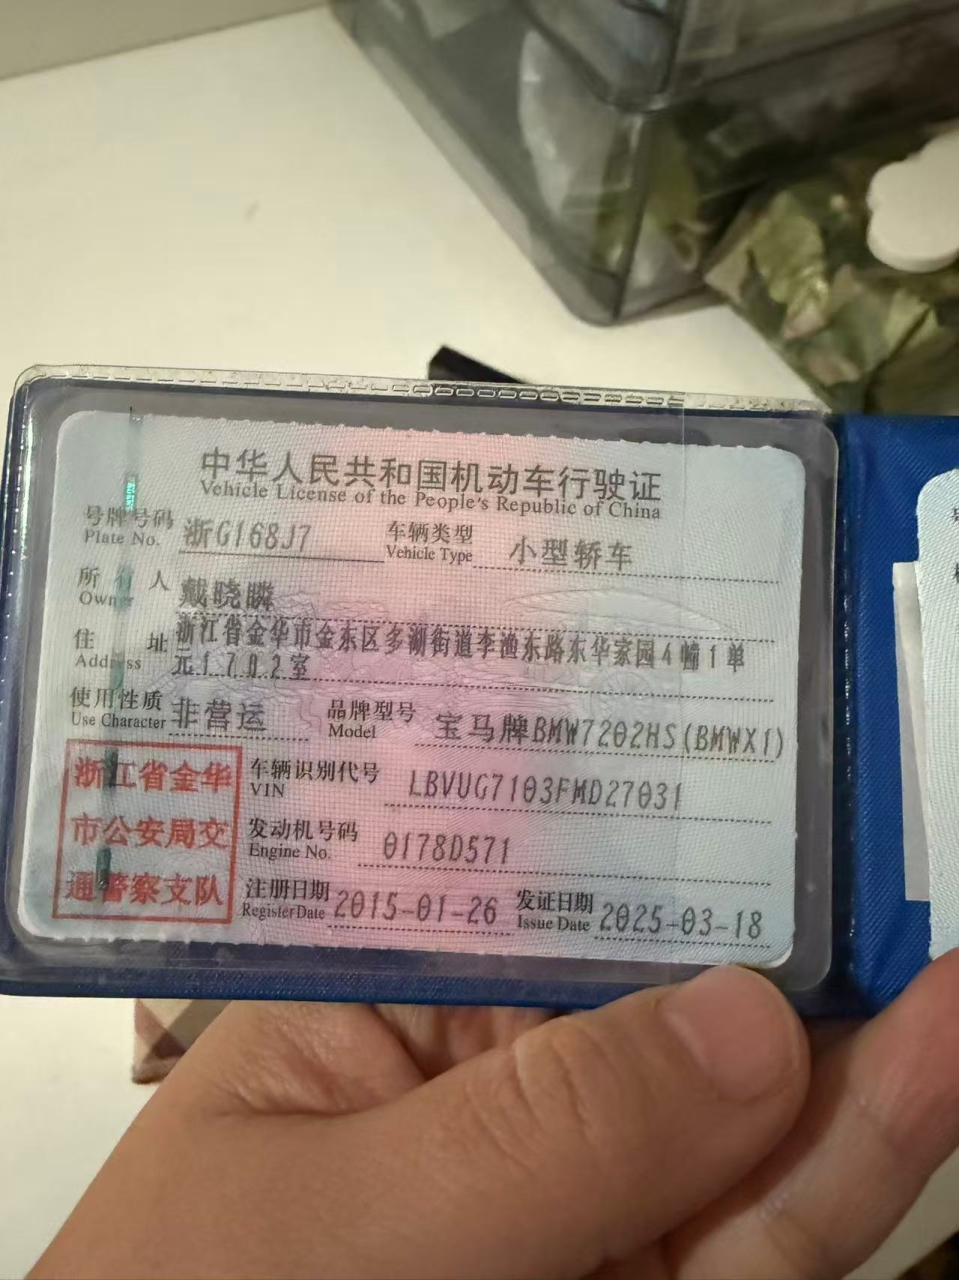 中华人民共和国机动车行驶证
Vehicle License of the People's Republic of China
号牌号码 浙G168J7 车辆类型 小型轿车
Plate No. Vehicle Type
所有人 戴晓瞵
Owner
住址 浙江省金华市金东区多湖街道李渔东路东华家园4幢1单
Address 元1702室
使用性质 非营运 品牌型号 宝马牌BMW7202HS(BMWX1)
Use Character Model
浙江省金华
市公安局交
通警察支队
车辆识别代号 LBVUG7103FMD27031
VIN
发动机号码 0178D571
Engine No.
注册日期 2015-01-26 发证日期 2025-03-18
Register Date Issue Date